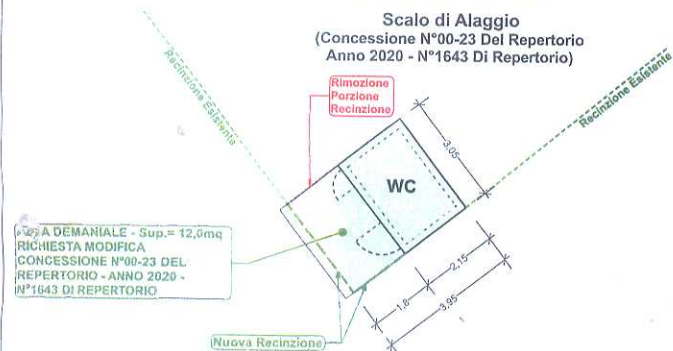 Scalo di Alaggio
(Concessione N°00-23 Del Repertorio
Anno 2020 - N°1643 Di Repertorio)
Recinzione Esistente
Rimozione
Porzione
Recinzione
Recinzione Esistente
3,05
WC
A DEMANIALE - Sup.= 12,0mq
RICHIESTA MODIFICA
CONCESSIONE N°00-23 DEL
REPERTORIO - ANNO 2020 -
N°1643 DI REPERTORIO
2,15
1,8
3,95
Nuova Recinzione